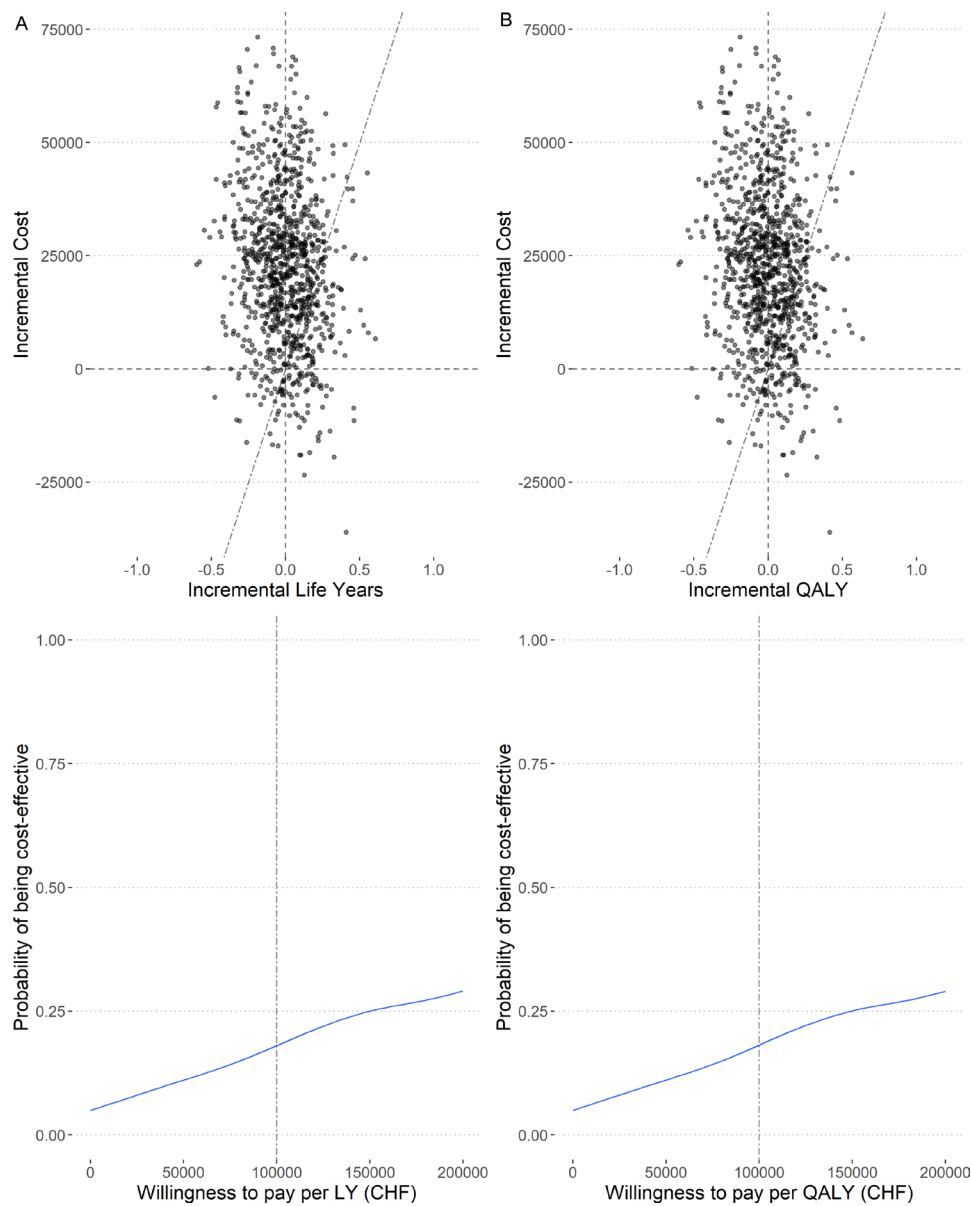 A
75000
50000
25000
0
-25000
Incremental Cost
-1.0 -0.5 0.0 0.5 1.0
Incremental Life Years
B
75000
50000
25000
0
-25000
Incremental Cost
-1.0 -0.5 0.0 0.5 1.0
Incremental QALY
1.00
0.75
0.50
0.25
0.00
Probability of being cost-effective
0 50000 100000 150000 200000
Willingness to pay per LY (CHF)
1.00
0.75
0.50
0.25
0.00
Probability of being cost-effective
0 50000 100000 150000 200000
Willingness to pay per QALY (CHF)